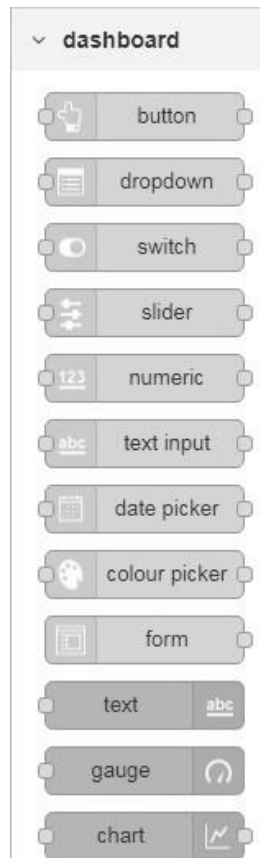 dashboard
button
dropdown
switch
slider
123 numeric
abc text input
date picker
colour picker
form
text abc
gauge
chart